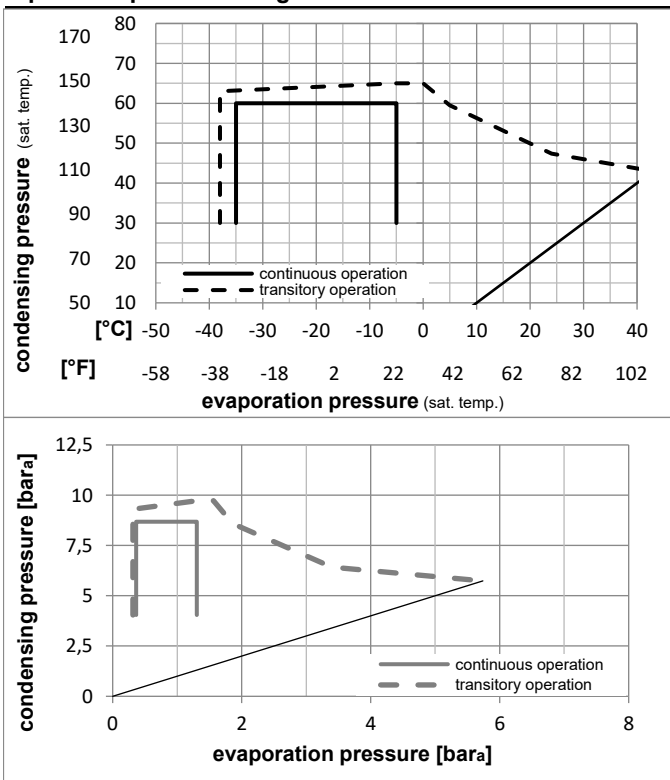 condensing pressure (sat. temp.)
170 80
150 70
130 60
110 50
90 40
70 30
50 20
10
continuous operation
transitory operation
[°C] -50 -40 -30 -20 -10 0 10 20 30 40
[°F] -58 -38 -18 2 22 42 62 82 102
evaporation pressure (sat. temp.)
condensing pressure [bara]
12,5
10
7,5
5
2,5
0
continuous operation
transitory operation
0 2 4 6 8
evaporation pressure [bara]